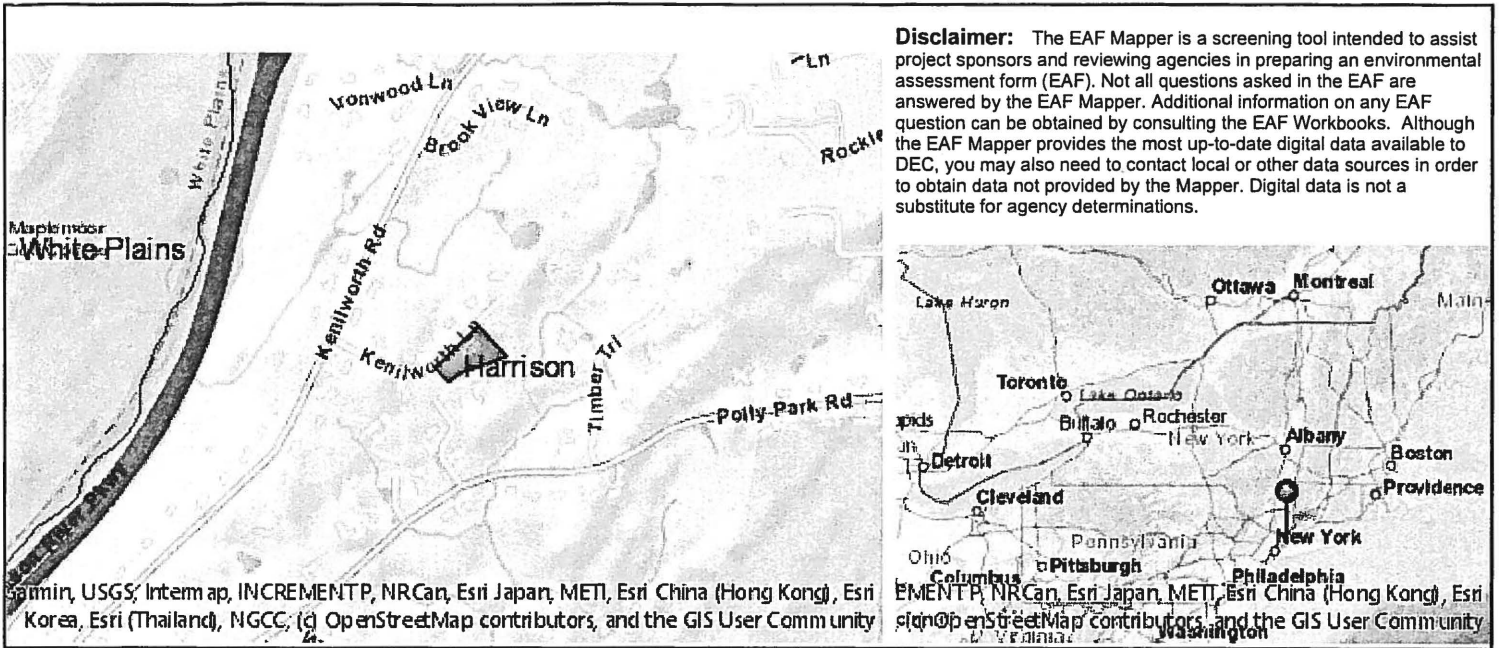 Disclaimer: The EAF Mapper is a screening tool intended to assist
project sponsors and reviewing agencies in preparing an environmental
assessment form (EAF). Not all questions asked in the EAF are
answered by the EAF Mapper. Additional information on any EAF
question can be obtained by consulting the EAF Workbooks. Although
the EAF Mapper provides the most up-to-date digital data available to
DEC, you may also need to contact local or other data sources in order
to obtain data not provided by the Mapper. Digital data is not a
substitute for agency determinations.
Ln
Ironwood Ln
Brook View Ln
Rockle
White Plains
Maplemoor
White Plains
Kenilworth Rd
Kenilworth Ln
Harrison
Timber Trl
Polly Park Rd
Garmin, USGS, Intermap, INCREMENT P, NRCan, Esri Japan, METI, Esri China (Hong Kong), Esri
Korea, Esri (Thailand), NGCC, (c) OpenStreetMap contributors, and the GIS User Community
Ottawa
Montreal
Lake Huron
Main
Toronto
Lake Ontario
apids
Buffalo
Rochester
New York
Albany
Detroit
Boston
Cleveland
Providence
Pennsylvania
New York
Ohio
Pittsburgh
Columbus
Philadelphia
EMENT P, NRCan, Esri Japan, METI, Esri China (Hong Kong), Esri
(c) OpenStreetMap contributors, and the GIS User Community
Virginia
Washington